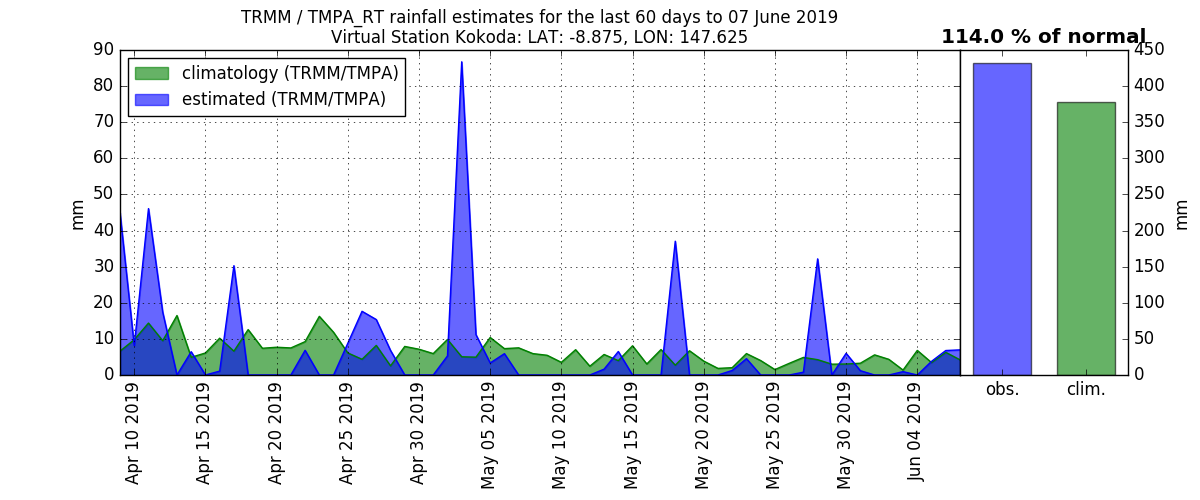 TRMM / TMPA_RT rainfall estimates for the last 60 days to 07 June 2019
Virtual Station Kokoda: LAT: -8.875, LON: 147.625
114.0 % of normal
climatology (TRMM/TMPA)
estimated (TRMM/TMPA)
mm
90
80
70
60
50
40
30
20
10
0
Apr 10 2019
Apr 15 2019
Apr 20 2019
Apr 25 2019
Apr 30 2019
May 05 2019
May 10 2019
May 15 2019
May 20 2019
May 25 2019
May 30 2019
Jun 04 2019
450
400
350
300
250
200
150
100
50
0
mm
obs.
clim.